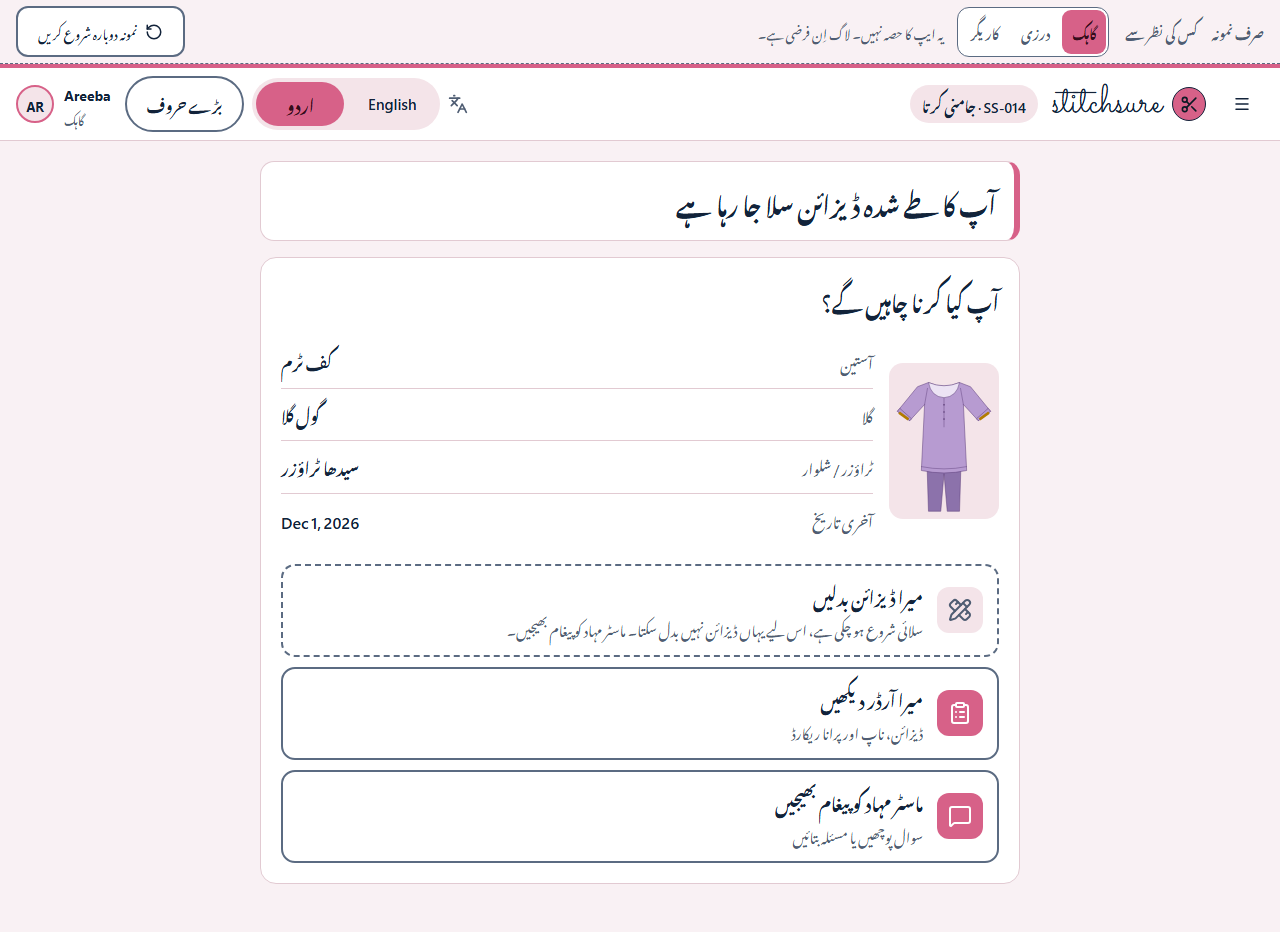 صرف نمونہ
کس کی نظر سے
گاہک
درزی
کاریگر
یہ ایپ کا حصہ نہیں۔ لاگ اِن فرضی ہے۔
نمونہ دوبارہ شروع کریں
stitchsure
SS-014 · جامنی کُرتا
English
اردو
بڑے حروف
Areeba
گاہک
AR
آپ کا طے شدہ ڈیزائن سلا جا رہا ہے
آپ کیا کرنا چاہیں گے؟
آستین
کف ٹرم
گلا
گول گلا
ٹراؤزر / شلوار
سیدھا ٹراؤزر
آخری تاریخ
Dec 1, 2026
میرا ڈیزائن بدلیں
سلائی شروع ہو چکی ہے، اس لیے یہاں ڈیزائن نہیں بدل سکتا۔ ماسٹر مہاد کو پیغام بھیجیں۔
میرا آرڈر دیکھیں
ڈیزائن، ناپ اور پرانا ریکارڈ
ماسٹر مہاد کو پیغام بھیجیں
سوال پوچھیں یا مسئلہ بتائیں